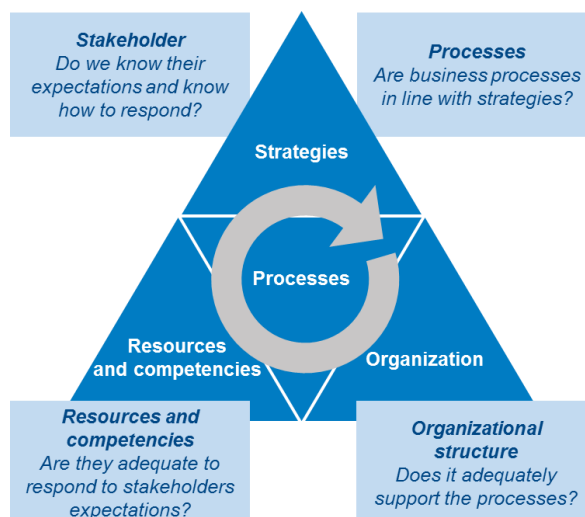 Stakeholder
Do we know their
expectations and know
how to respond?
Processes
Are business processes
in line with strategies?
Strategies
Processes
Resources
and competencies
Organization
Resources and
competencies
Are they adequate to
respond to stakeholders
expectations?
Organizational
structure
Does it adequately
support the processes?